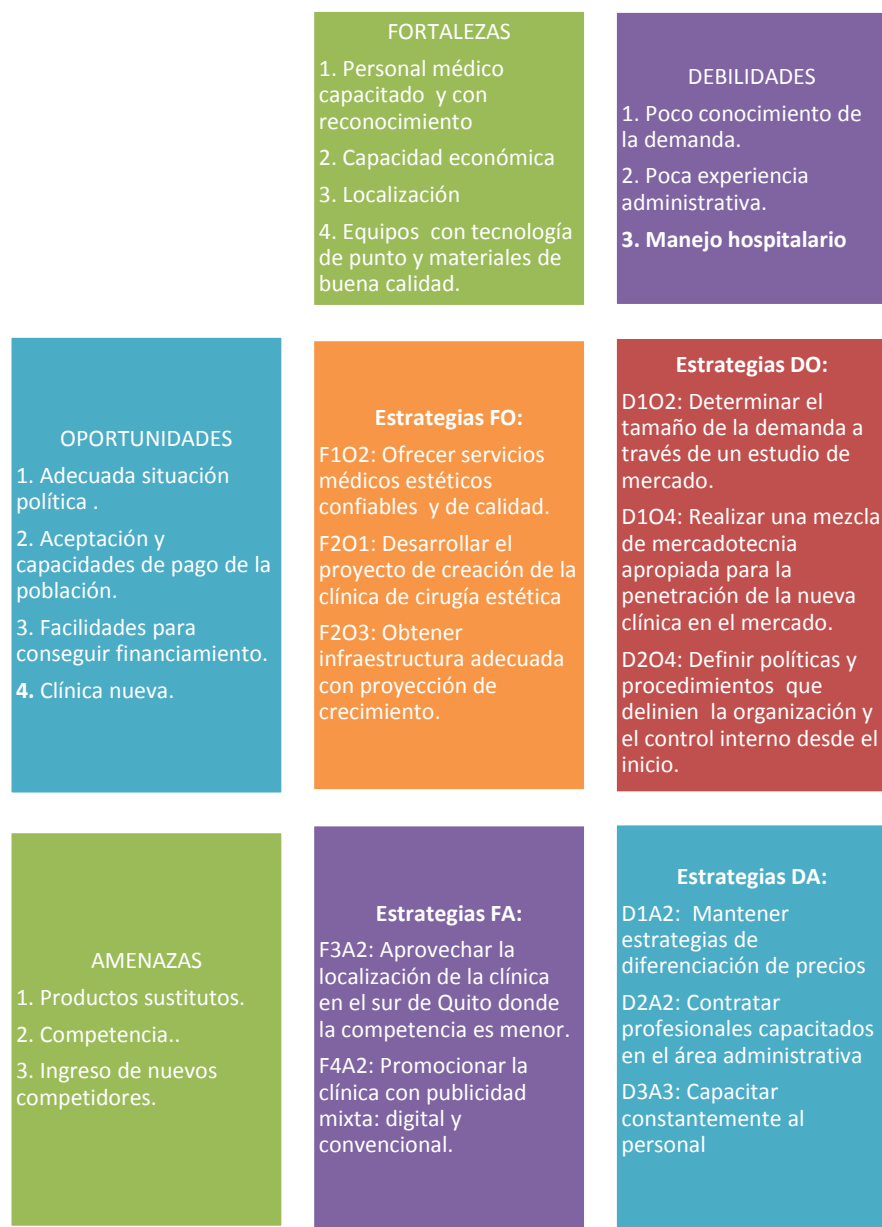 FORTALEZAS
1. Personal médico
capacitado y con
reconocimiento
2. Capacidad económica
3. Localización
4. Equipos con tecnología
de punto y materiales de
buena calidad.
DEBILIDADES
1. Poco conocimiento de
la demanda.
2. Poca experiencia
administrativa.
3. Manejo hospitalario
OPORTUNIDADES
1. Adecuada situación
política .
2. Aceptación y
capacidades de pago de la
población.
3. Facilidades para
conseguir financiamiento.
4. Clínica nueva.
Estrategias FO:
F1O2: Ofrecer servicios
médicos estéticos
confiables y de calidad.
F2O1: Desarrollar el
proyecto de creación de la
clínica de cirugía estética
F2O3: Obtener
infraestructura adecuada
con proyección de
crecimiento.
Estrategias DO:
D1O2: Determinar el
tamaño de la demanda a
través de un estudio de
mercado.
D1O4: Realizar una mezcla
de mercadotecnia
apropiada para la
penetración de la nueva
clínica en el mercado.
D2O4: Definir políticas y
procedimientos que
delinien la organización y
el control interno desde el
inicio.
AMENAZAS
1. Productos sustitutos.
2. Competencia..
3. Ingreso de nuevos
competidores.
Estrategias FA:
F3A2: Aprovechar la
localización de la clínica
en el sur de Quito donde
la competencia es menor.
F4A2: Promocionar la
clínica con publicidad
mixta: digital y
convencional.
Estrategias DA:
D1A2: Mantener
estrategias de
diferenciación de precios
D2A2: Contratar
profesionales capacitados
en el área administrativa
D3A3: Capacitar
constantemente al
personal